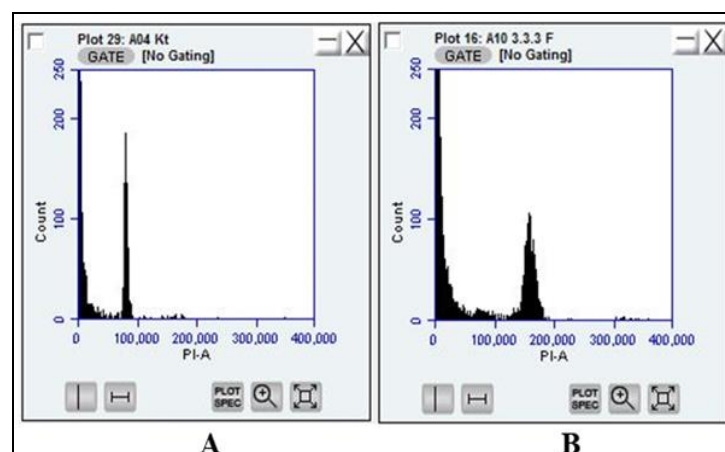 Plot 29: A04 Kt
GATE [No Gating]
250
200
100
0
Count
0 100,000 200,000 300,000 400,000
PI-A
PLOT SPEC
A
Plot 16: A10 3.3.3 F
GATE [No Gating]
250
200
100
0
Count
0 100,000 200,000 300,000 400,000
PI-A
PLOT SPEC
B